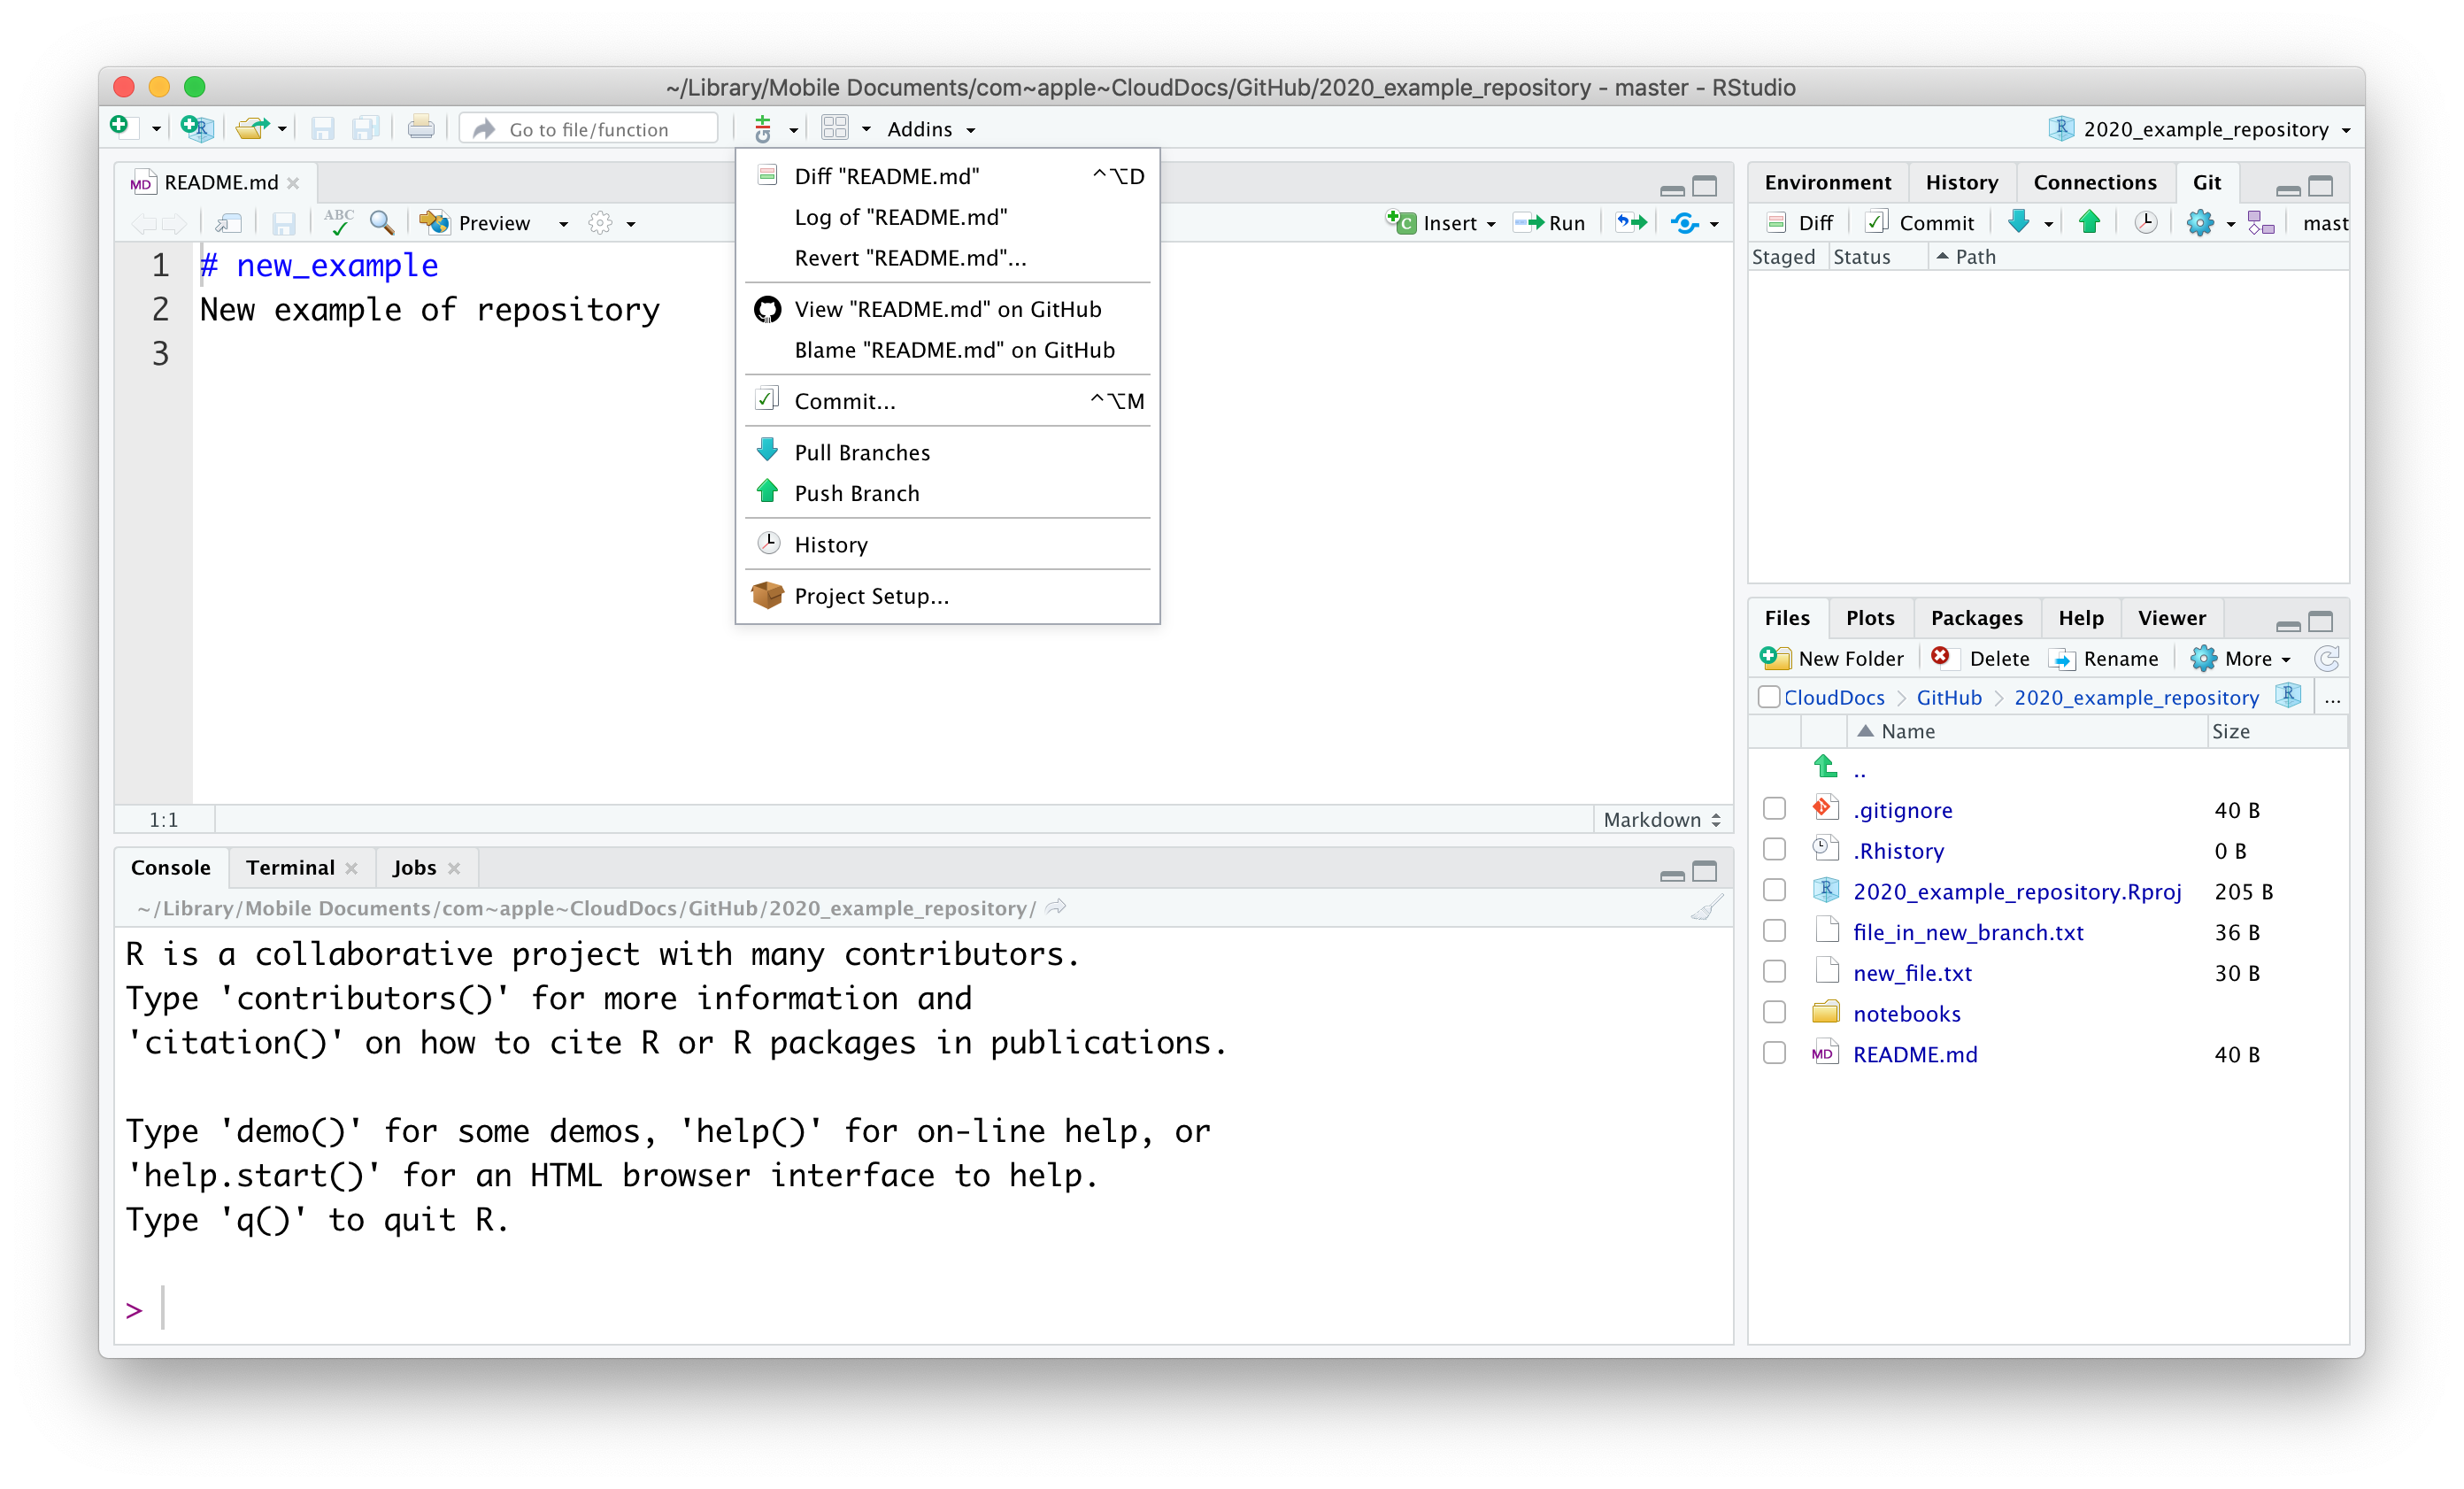 ~/Library/Mobile Documents/com~apple~CloudDocs/GitHub/2020_example_repository - master - RStudio
Go to file/function
Git
Addins
2020_example_repository
README.md
ABC
Preview
Insert
Run
1 # new_example
2 New example of repository
3
1:1
Markdown
Diff "README.md" ^⌥D
Log of "README.md"
Revert "README.md"...
View "README.md" on GitHub
Blame "README.md" on GitHub
Commit... ^⌥M
Pull Branches
Push Branch
History
Project Setup...
Console Terminal Jobs
~/Library/Mobile Documents/com~apple~CloudDocs/GitHub/2020_example_repository/
R is a collaborative project with many contributors.
Type 'contributors()' for more information and
'citation()' on how to cite R or R packages in publications.
Type 'demo()' for some demos, 'help()' for on-line help, or
'help.start()' for an HTML browser interface to help.
Type 'q()' to quit R.
>
Environment History Connections Git
Diff Commit mast
Staged Status Path
Files Plots Packages Help Viewer
New Folder Delete Rename More
CloudDocs GitHub 2020_example_repository ...
Name Size
..
.gitignore 40 B
.Rhistory 0 B
2020_example_repository.Rproj 205 B
file_in_new_branch.txt 36 B
new_file.txt 30 B
notebooks
MD README.md 40 B